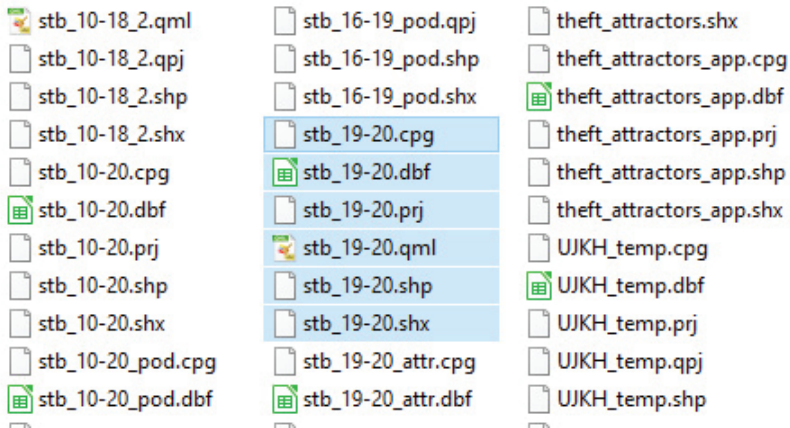 stb_10-18_2.qml
stb_10-18_2.qpj
stb_10-18_2.shp
stb_10-18_2.shx
stb_10-20.cpg
stb_10-20.dbf
stb_10-20.prj
stb_10-20.shp
stb_10-20.shx
stb_10-20_pod.cpg
stb_10-20_pod.dbf
stb_16-19_pod.qpj
stb_16-19_pod.shp
stb_16-19_pod.shx
stb_19-20.cpg
stb_19-20.dbf
stb_19-20.prj
stb_19-20.qml
stb_19-20.shp
stb_19-20.shx
stb_19-20_attr.cpg
stb_19-20_attr.dbf
theft_attractors.shx
theft_attractors_app.cpg
theft_attractors_app.dbf
theft_attractors_app.prj
theft_attractors_app.shp
theft_attractors_app.shx
UJKH_temp.cpg
UJKH_temp.dbf
UJKH_temp.prj
UJKH_temp.qpj
UJKH_temp.shp